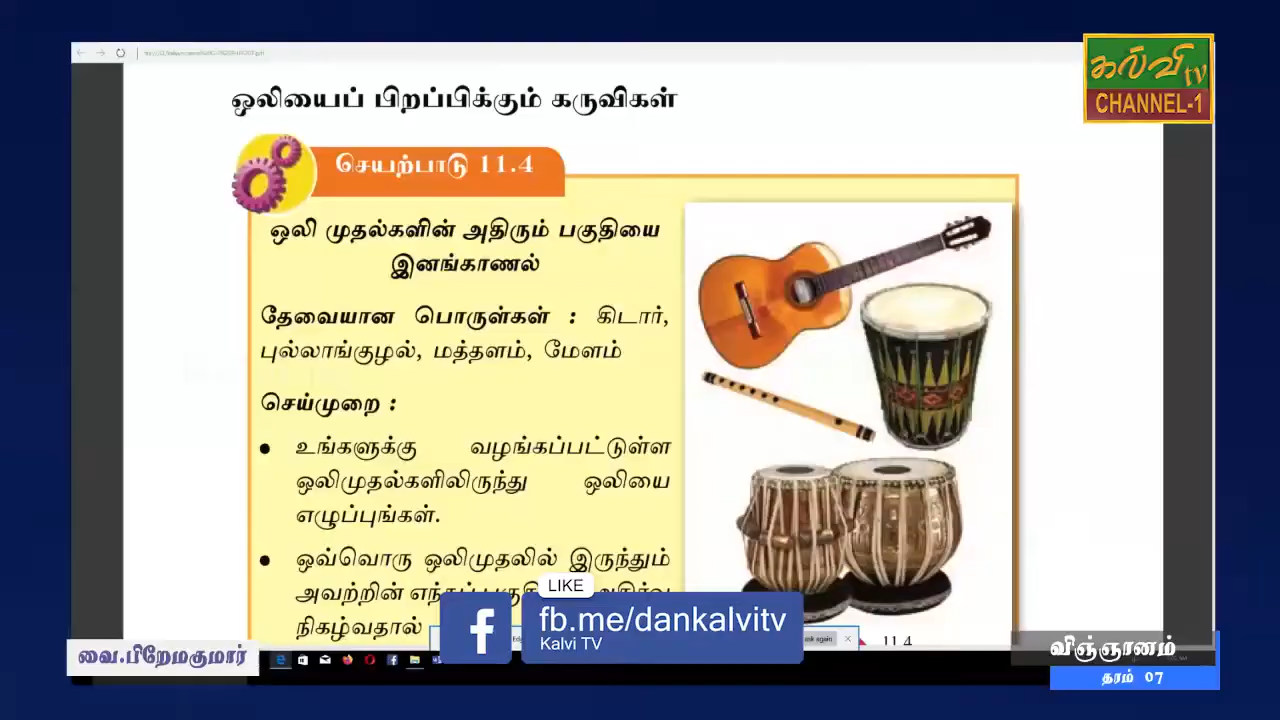 ஒலியைப் பிறப்பிக்கும் கருவிகள்
கல்வி tv
CHANNEL-1
செயற்பாடு 11.4
ஒலி முதல்களின் அதிரும் பகுதியை
இனங்காணல்
தேவையான பொருள்கள் : கிடார்,
புல்லாங்குழல், மத்தளம், மேளம்
செய்முறை :
● உங்களுக்கு வழங்கப்பட்டுள்ள
ஒலிமுதல்களிலிருந்து ஒலியை
எழுப்புங்கள்.
● ஒவ்வொரு ஒலிமுதலில் இருந்தும்
அவற்றின்
நிகழ்வதால்
LIKE
f fb.me/dankalvitv
Kalvi TV
11.4
வை.பிறேமகுமார்
விஞ்ஞானம்
தரம் 07